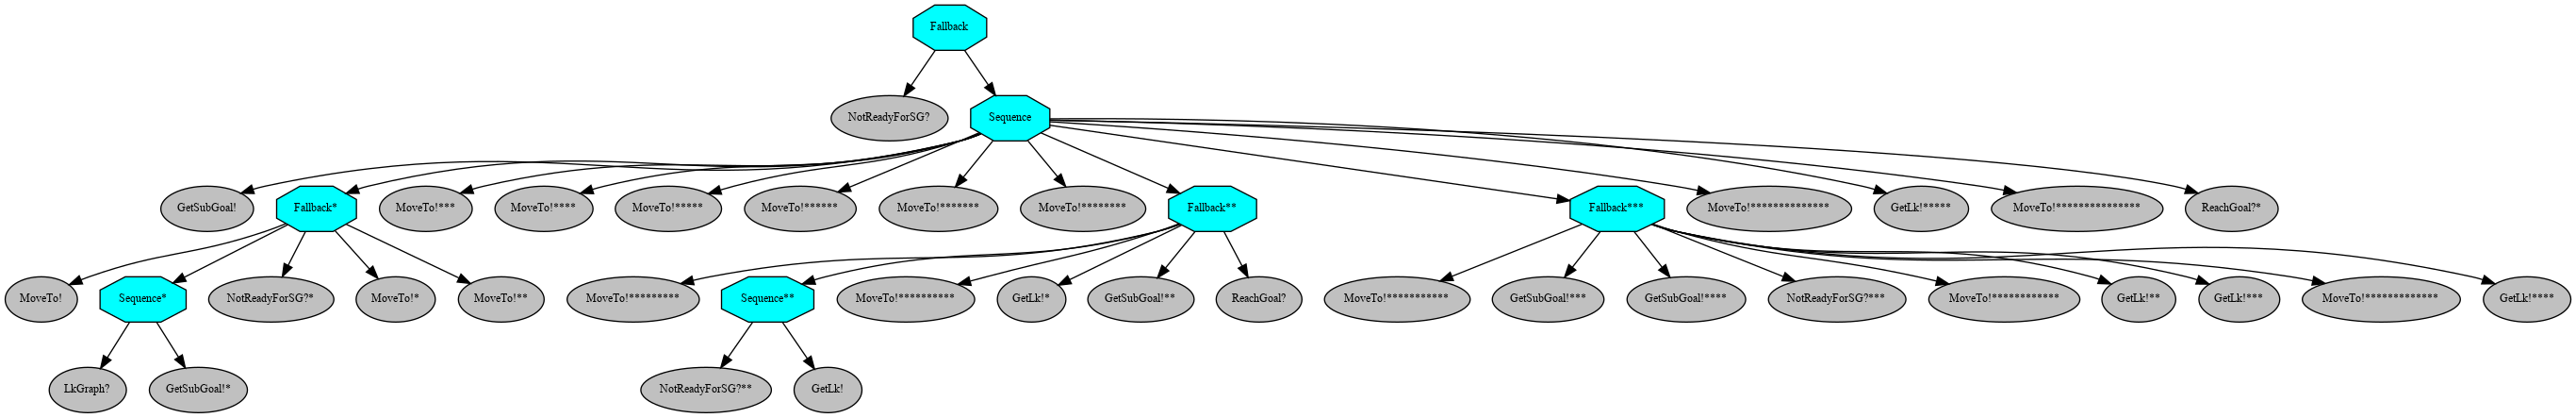 Fallback
NotReadyForSG?
Sequence
GetSubGoal!
Fallback*
MoveTo!***
MoveTo!****
MoveTo!*****
MoveTo!******
MoveTo!*******
MoveTo!********
Fallback**
Fallback***
MoveTo!**************
GetLk!*****
MoveTo!***************
ReachGoal?*
MoveTo!
Sequence*
NotReadyForSG?*
MoveTo!*
MoveTo!**
MoveTo!*********
Sequence**
MoveTo!**********
GetLk!*
GetSubGoal!**
ReachGoal?
MoveTo!***********
GetSubGoal!***
GetSubGoal!****
NotReadyForSG?***
MoveTo!************
GetLk!**
GetLk!***
MoveTo!*************
GetLk!****
LkGraph?
GetSubGoal!*
NotReadyForSG?**
GetLk!